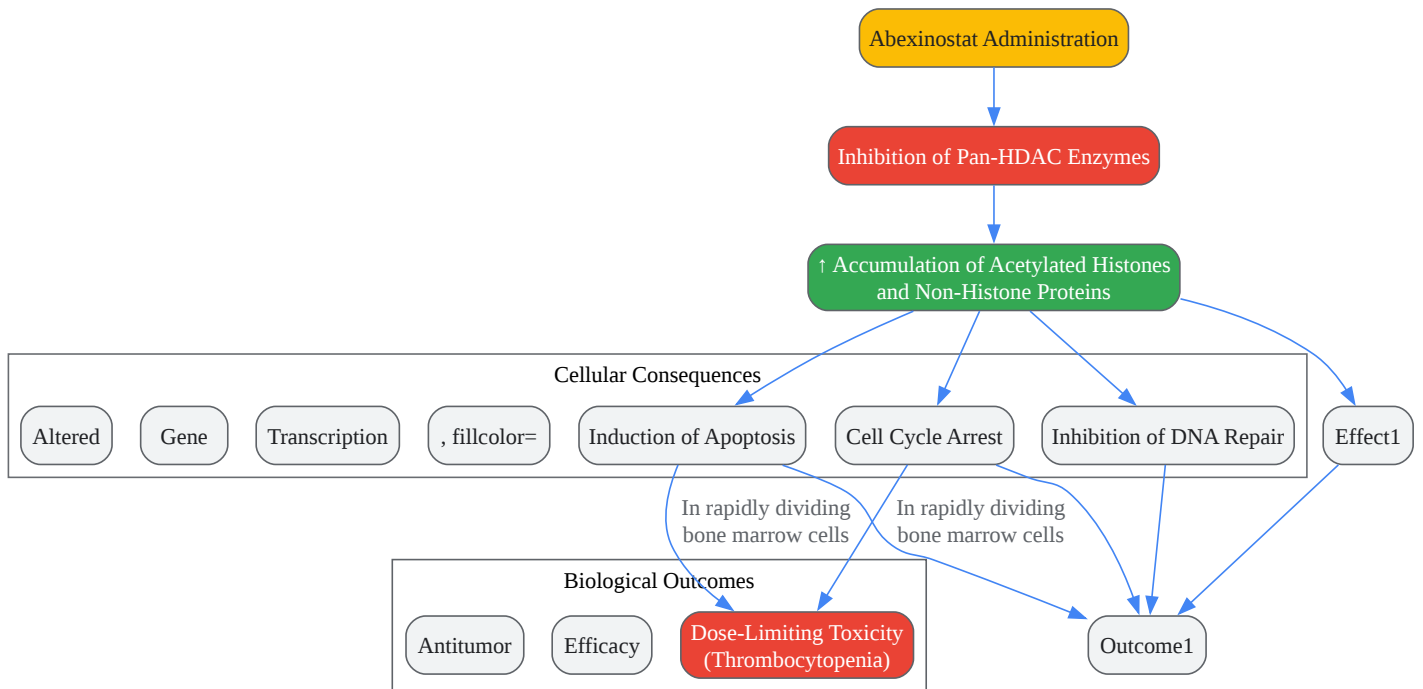 Abexinostat Administration
Inhibition of Pan-HDAC Enzymes
↑ Accumulation of Acetylated Histones
and Non-Histone Proteins
Cellular Consequences
Altered
Gene
Transcription
, fillcolor=
Induction of Apoptosis
Cell Cycle Arrest
Inhibition of DNA Repair
Effect1
In rapidly dividing
bone marrow cells
In rapidly dividing
bone marrow cells
Biological Outcomes
Antitumor
Efficacy
Dose-Limiting Toxicity
(Thrombocytopenia)
Outcome1